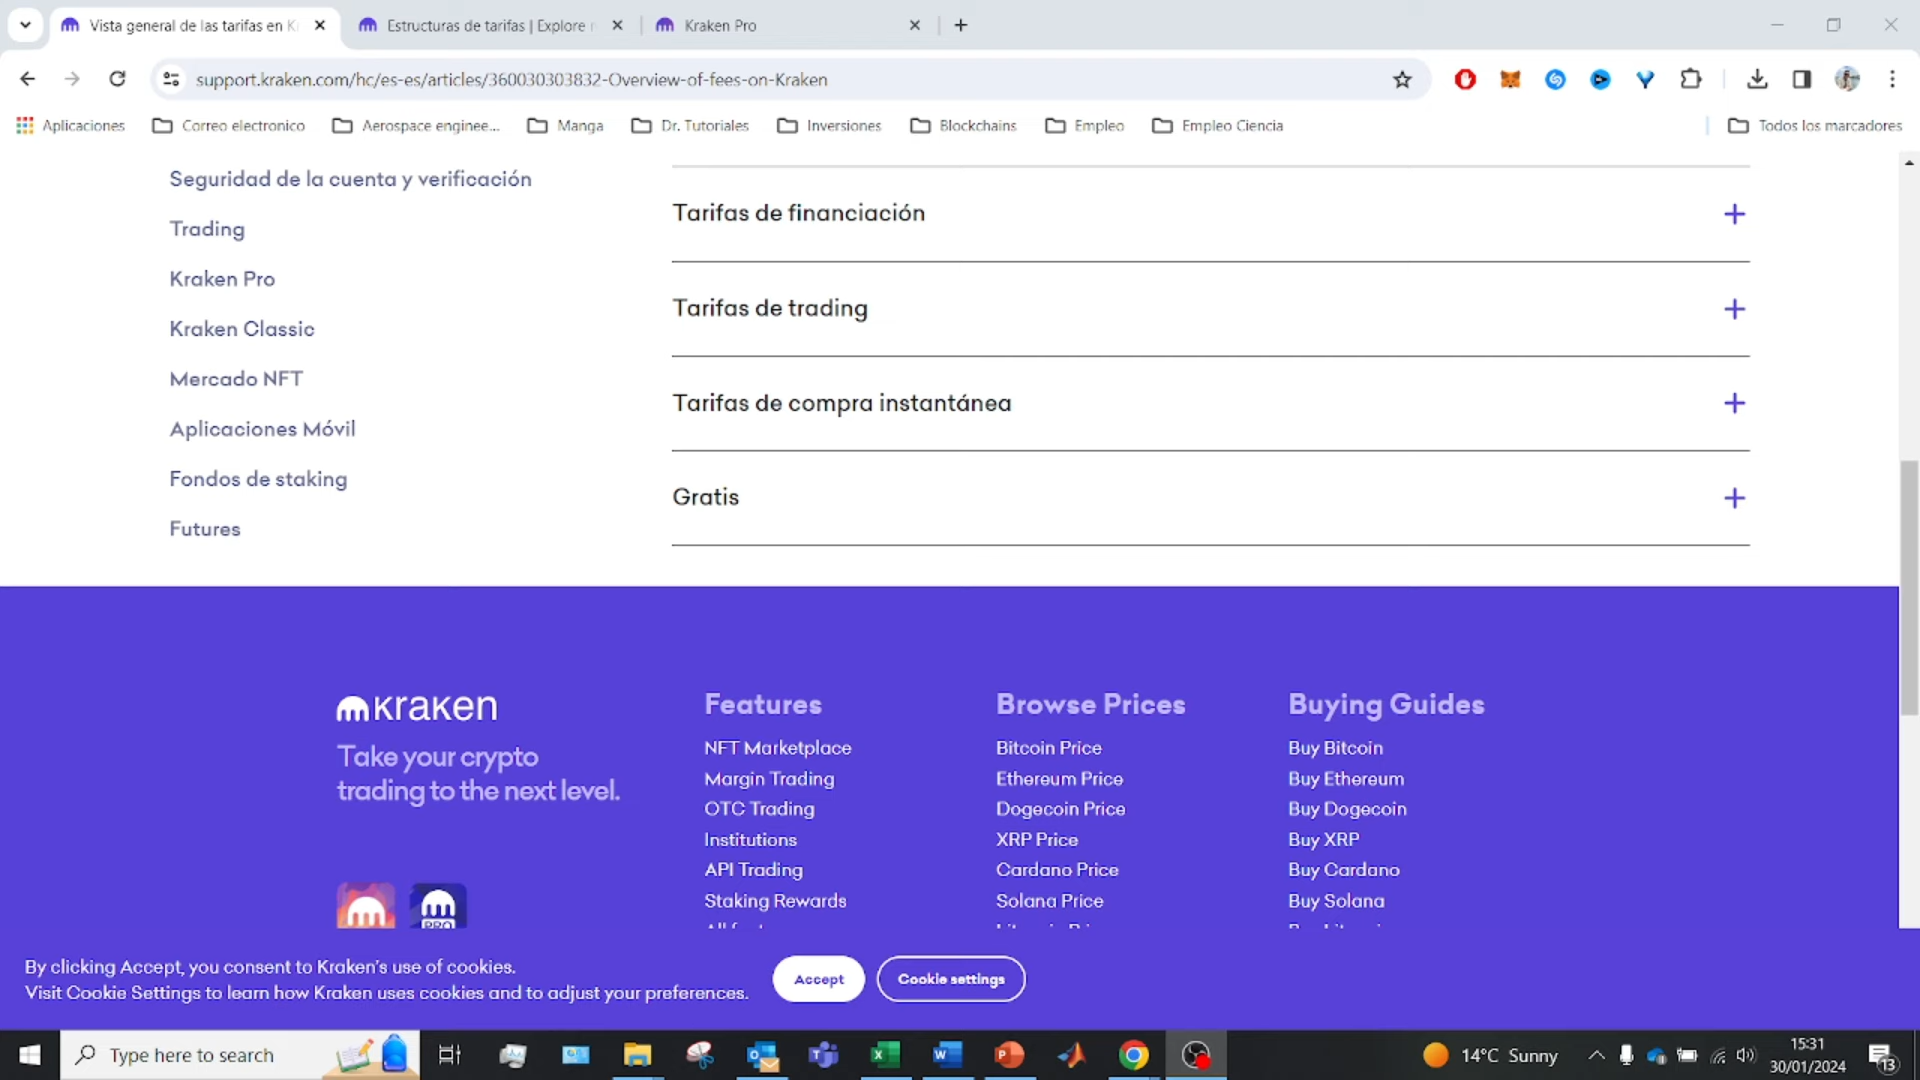 Vista general de las tarifas en K
Estructuras de tarifas | Explore
Kraken Pro
support.kraken.com/hc/es-es/articles/360030303832-Overview-of-fees-on-Kraken
Aplicaciones
Correo electronico
Aerospace enginee...
Manga
Dr. Tutoriales
Inversiones
Blockchains
Empleo
Empleo Ciencia
Todos los marcadores
Seguridad de la cuenta y verificación
Trading
Kraken Pro
Kraken Classic
Mercado NFT
Aplicaciones Móvil
Fondos de staking
Futures
Tarifas de financiación
Tarifas de trading
Tarifas de compra instantánea
Gratis
kraken
Take your crypto
trading to the next level.
PRO
Features
NFT Marketplace
Margin Trading
OTC Trading
Institutions
API Trading
Staking Rewards
Browse Prices
Bitcoin Price
Ethereum Price
Dogecoin Price
XRP Price
Cardano Price
Solana Price
Buying Guides
Buy Bitcoin
Buy Ethereum
Buy Dogecoin
Buy XRP
Buy Cardano
Buy Solana
By clicking Accept, you consent to Kraken's use of cookies.
Visit Cookie Settings to learn how Kraken uses cookies and to adjust your preferences.
Accept
Cookie settings
Type here to search
14°C Sunny
15:31
30/01/2024
13